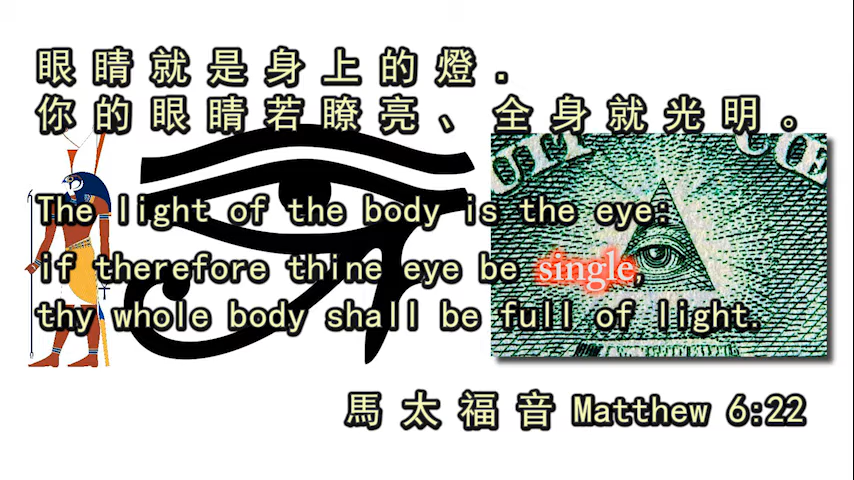 眼睛就是身上的燈．
你的眼睛若瞭亮、全身就光明。
The light of the body is the eye:
if therefore thine eye be single,
thy whole body shall be full of light.
馬太福音 Matthew 6:22